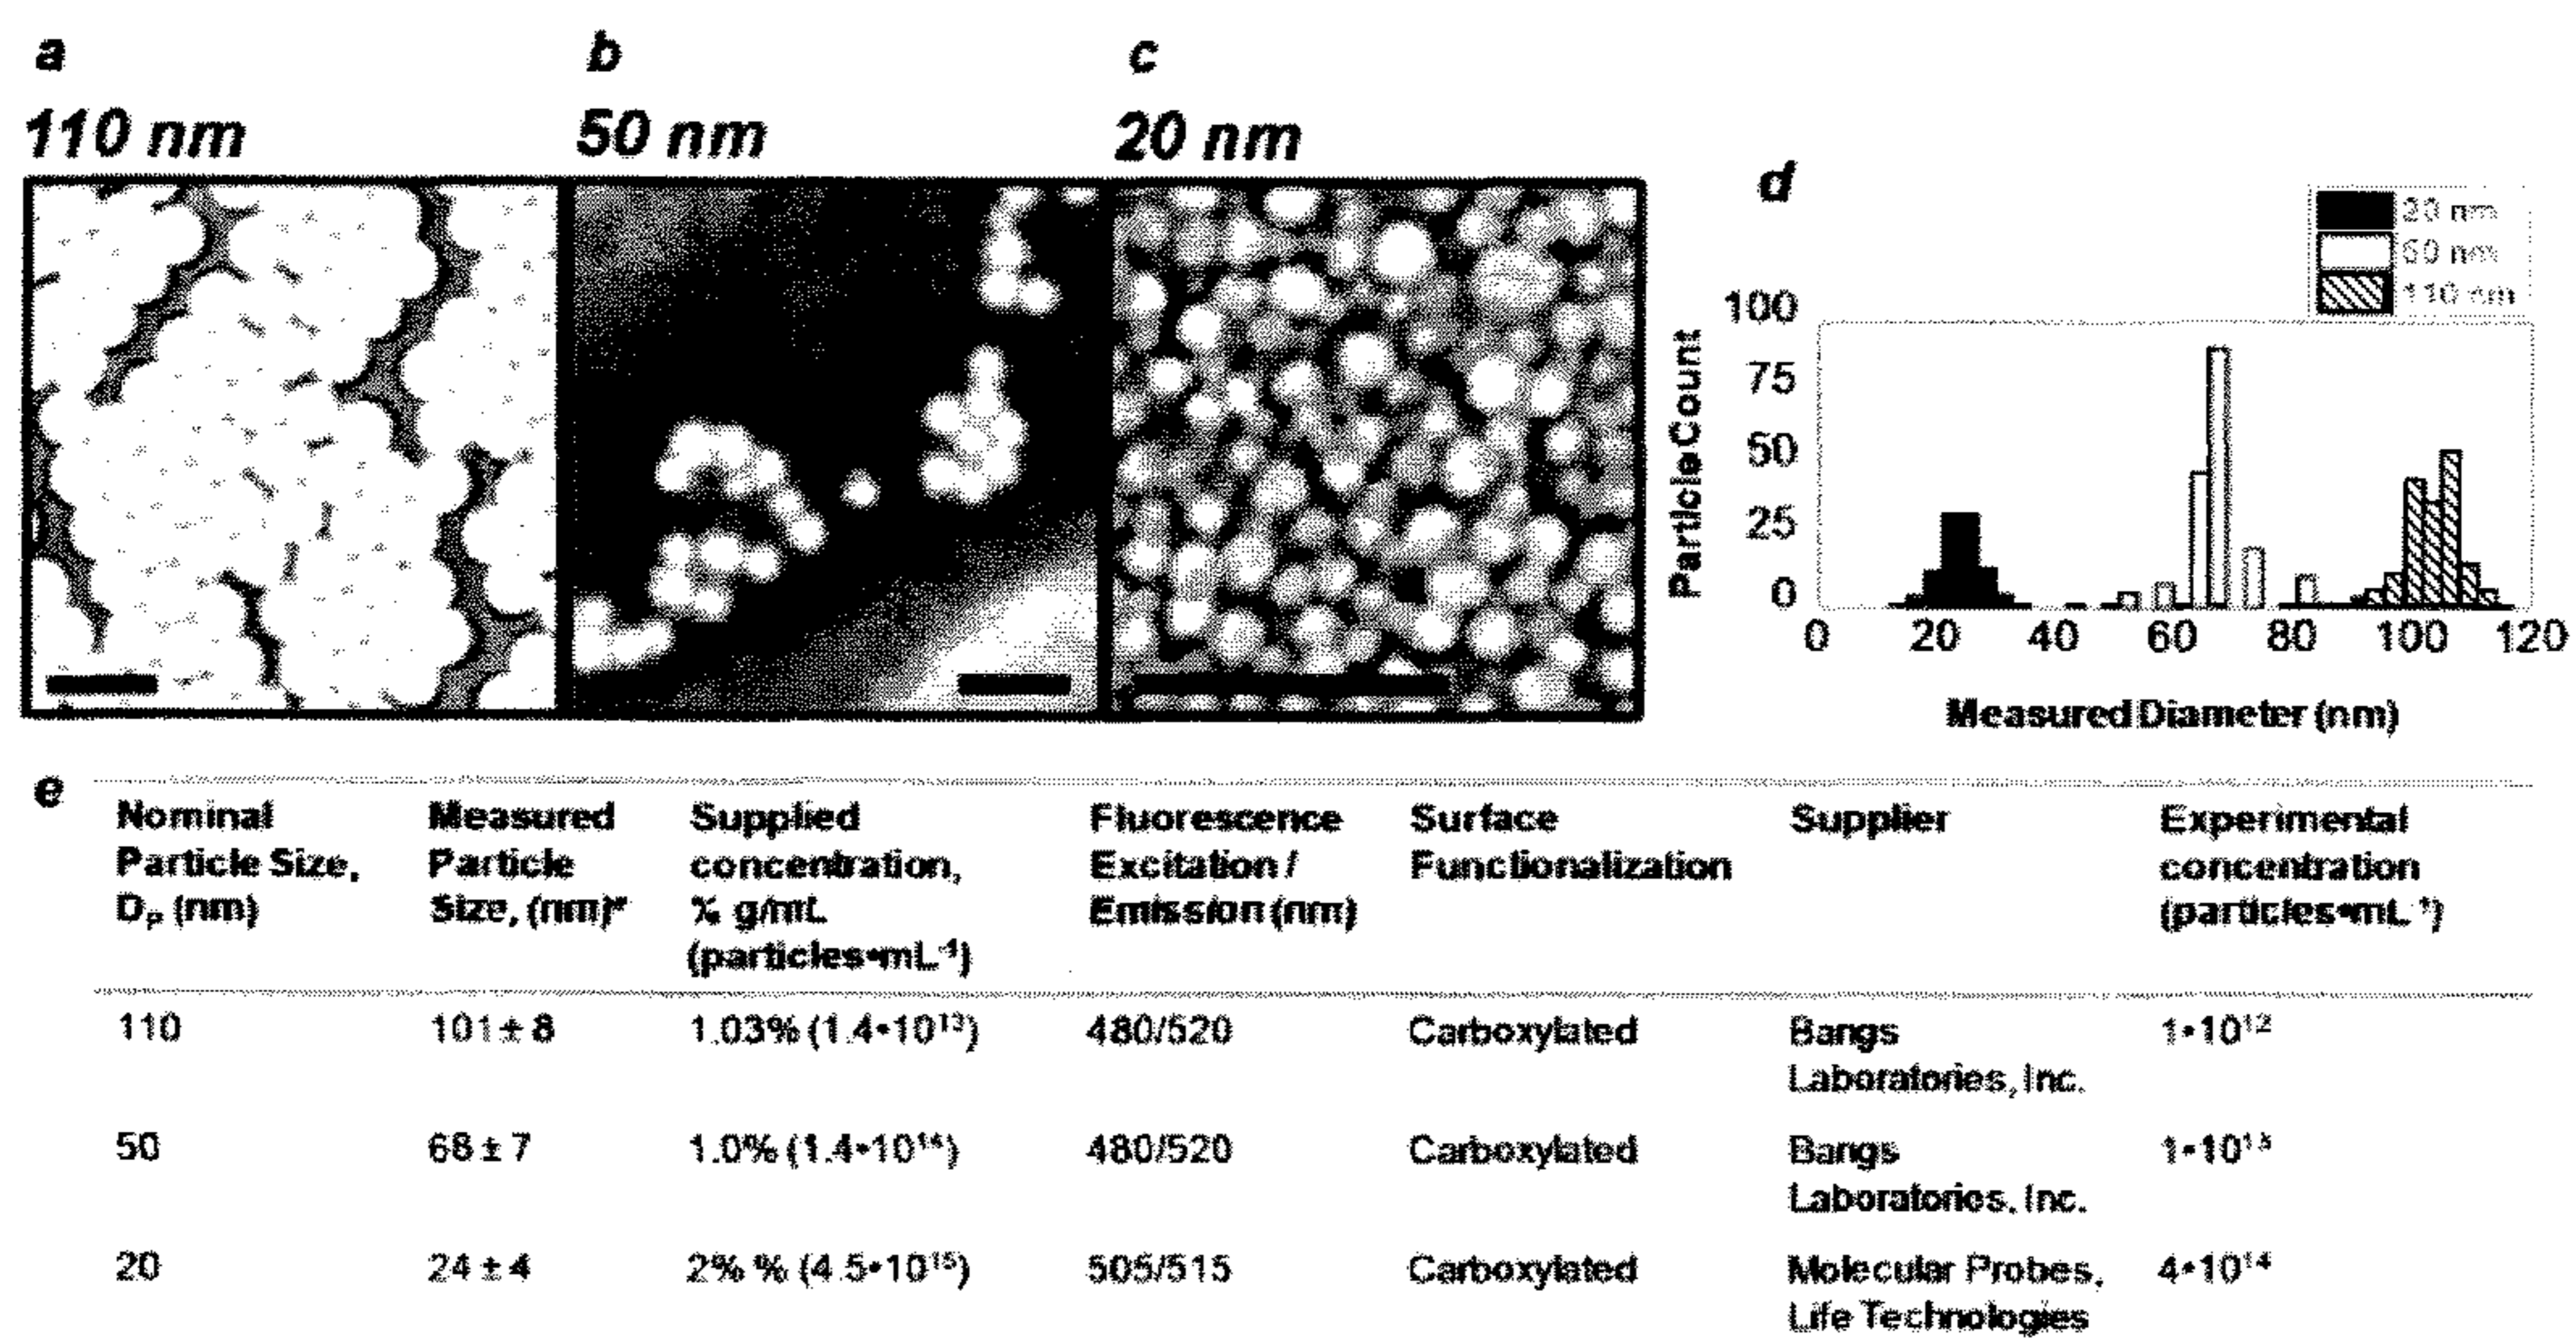 a
110 nm
b
50 nm
c
20 nm
d
20 nm
50 nm
110 nm
Particle Count
100
75
50
25
0
0 20 40 60 80 100 120
Measured Diameter (nm)
e
Nominal Particle Size, Dₚ (nm)
Measured Particle Size, (nm)*
Supplied concentration, % g/mL (particles•mL⁻¹)
Fluorescence Excitation / Emission (nm)
Surface Functionalization
Supplier
Experimental concentration (particles•mL⁻¹)
110 101 ± 8 1.03% (1.4•10¹³) 480/520 Carboxylated Bangs Laboratories, Inc. 1•10¹²
50 68 ± 7 1.0% (1.4•10¹⁴) 480/520 Carboxylated Bangs Laboratories, Inc. 1•10¹³
20 24 ± 4 2% % (4.5•10¹⁵) 505/515 Carboxylated Molecular Probes, Life Technologies 4•10¹⁴